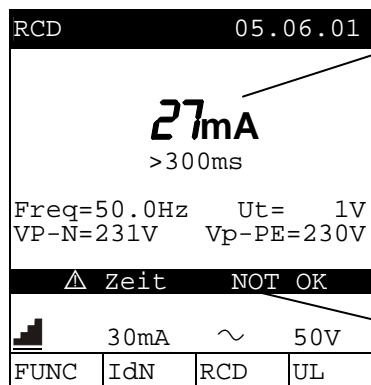 RCD 05.06.01
27mA
>300ms
Freq=50.0Hz Ut= 1V
VP-N=231V Vp-PE=230V
⚠ Zeit NOT OK
30mA ~ 50V
FUNC IdN RCD UL